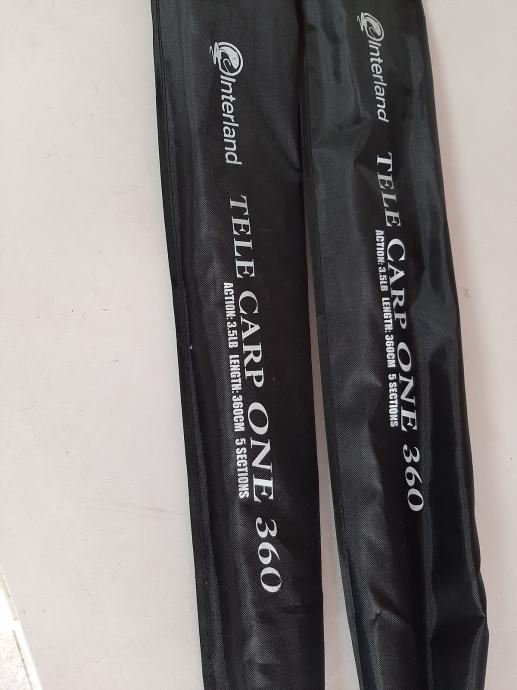 Interland
TELE CARP ONE 360
ACTION: 3.5LB LENGTH: 360CM 5 SECTIONS
Interland
TELE CARP ONE 360
ACTION: 3.5LB LENGTH: 360CM 5 SECTIONS